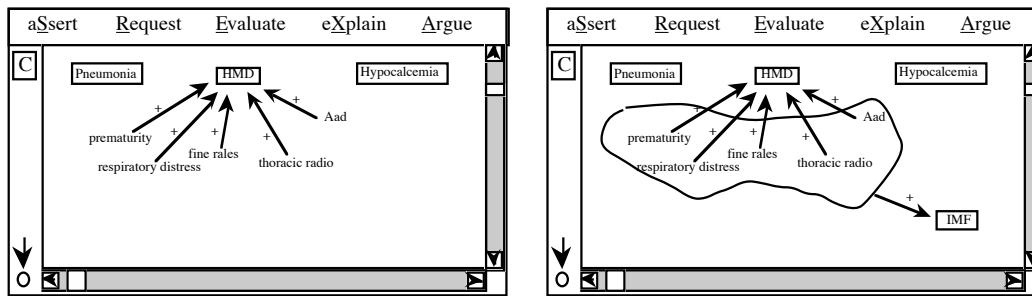 aSsert Request Evaluate eXplain Argue
C
Pneumonia HMD Hypocalcemia
+ + + + +
prematurity respiratory distress fine rales thoracic radio Aad
aSsert Request Evaluate eXplain Argue
C
Pneumonia HMD Hypocalcemia
+ + + + +
prematurity respiratory distress fine rales thoracic radio Aad
+
IMF